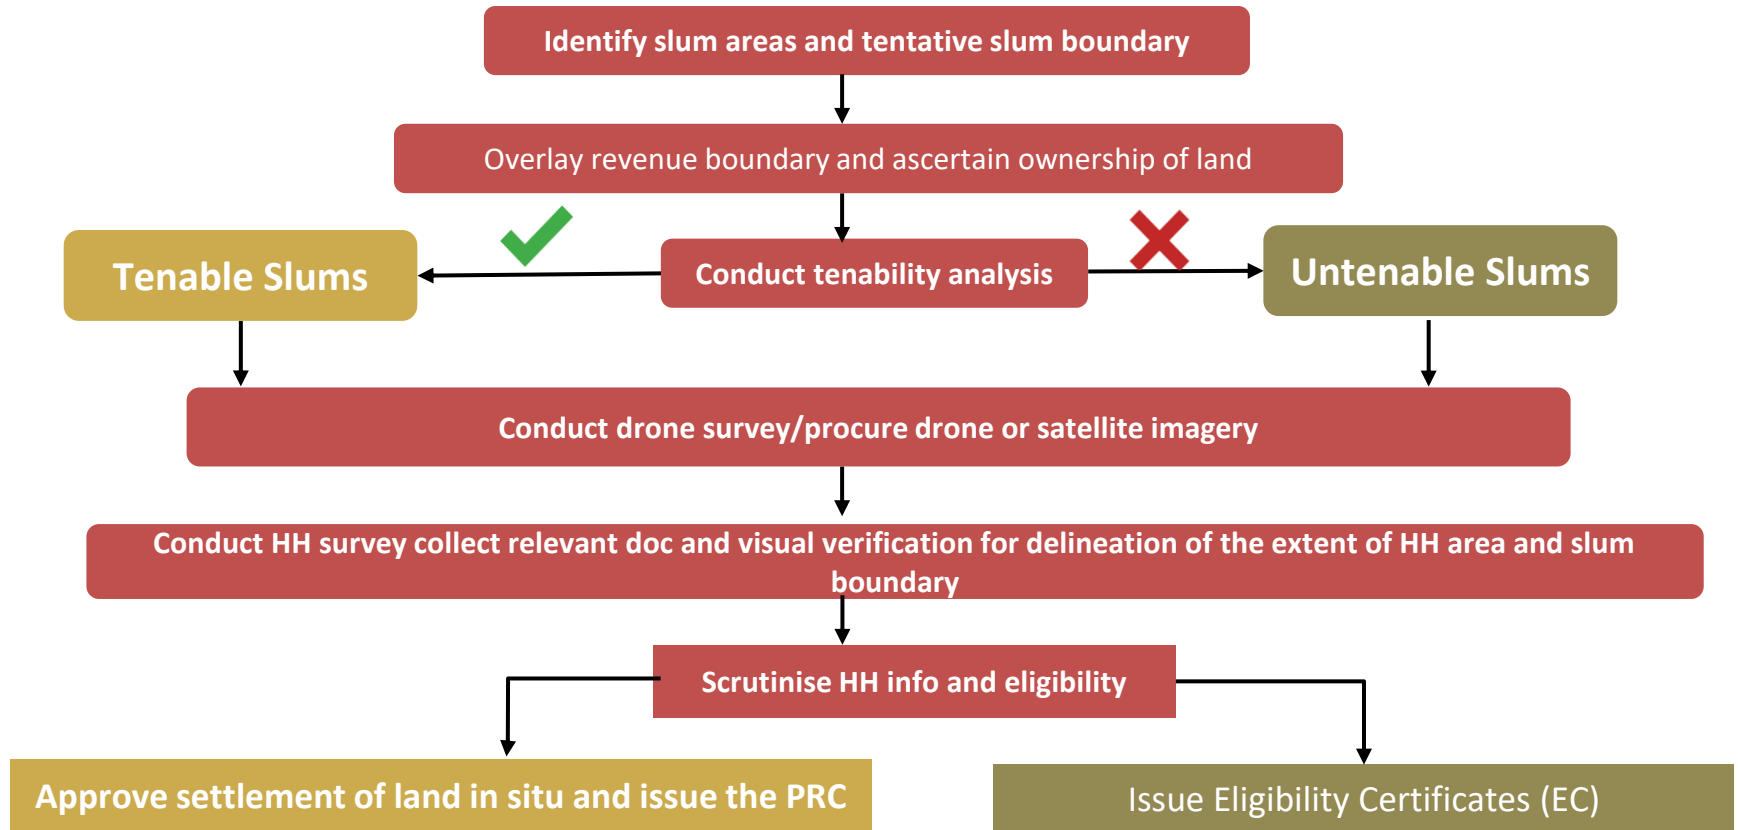 Identify slum areas and tentative slum boundary
Overlay revenue boundary and ascertain ownership of land
Tenable Slums
Conduct tenability analysis
Untenable Slums
Conduct drone survey/procure drone or satellite imagery
Conduct HH survey collect relevant doc and visual verification for delineation of the extent of HH area and slum
boundary
Scrutinise HH info and eligibility
Approve settlement of land in situ and issue the PRC
Issue Eligibility Certificates (EC)